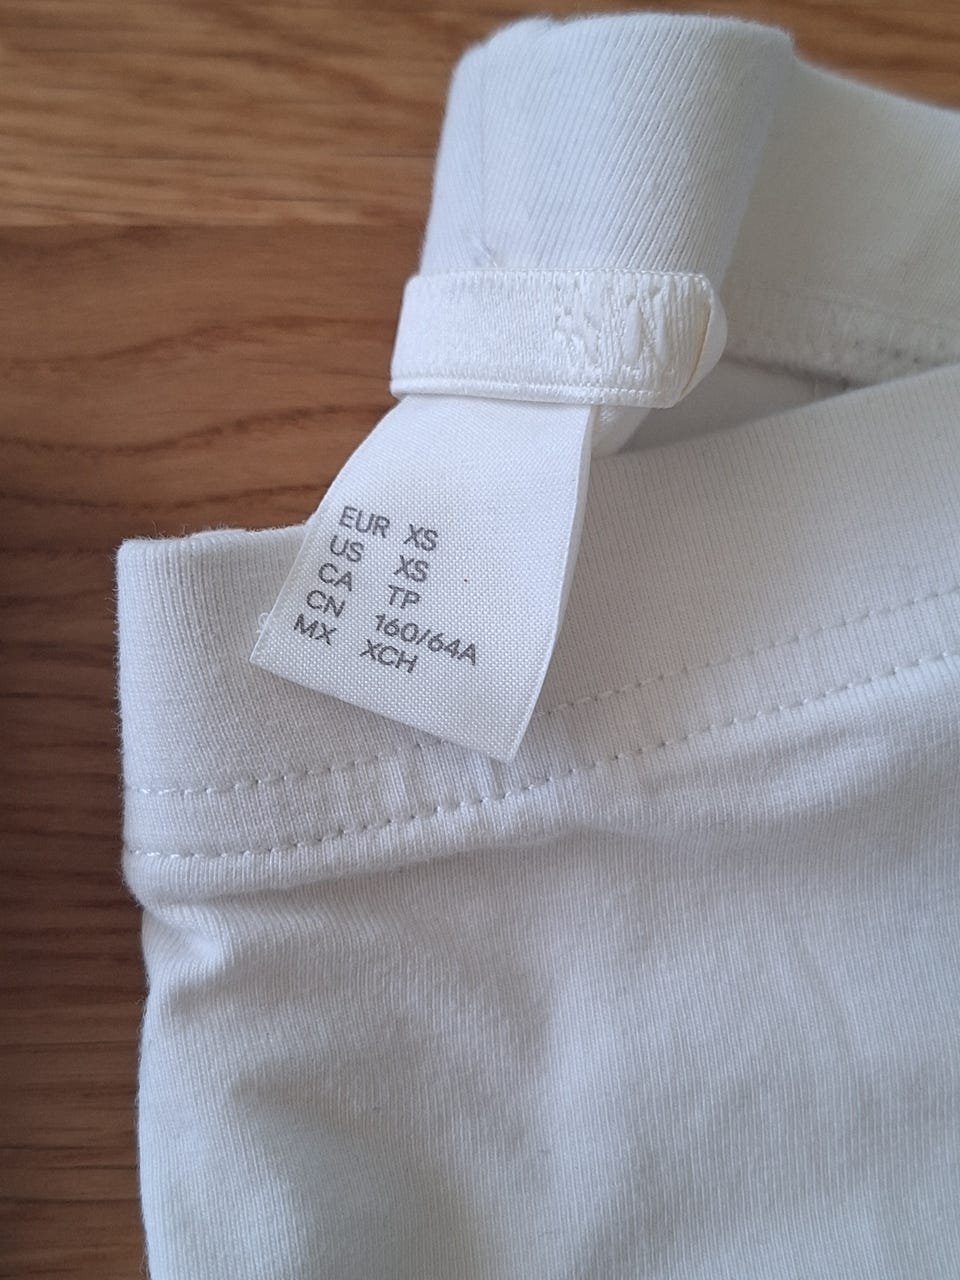 EUR XS
US XS
CA TP
CN 160/64A
MX XCH